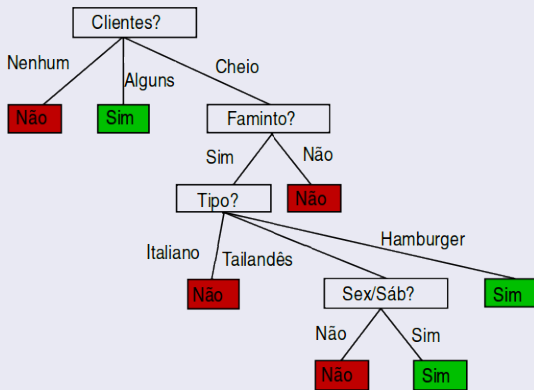 Clientes?
Nenhum
Alguns
Cheio
Não
Sim
Faminto?
Sim
Não
Tipo?
Não
Italiano
Tailandês
Hamburger
Não
Sex/Sáb?
Sim
Não
Sim
Não
Sim